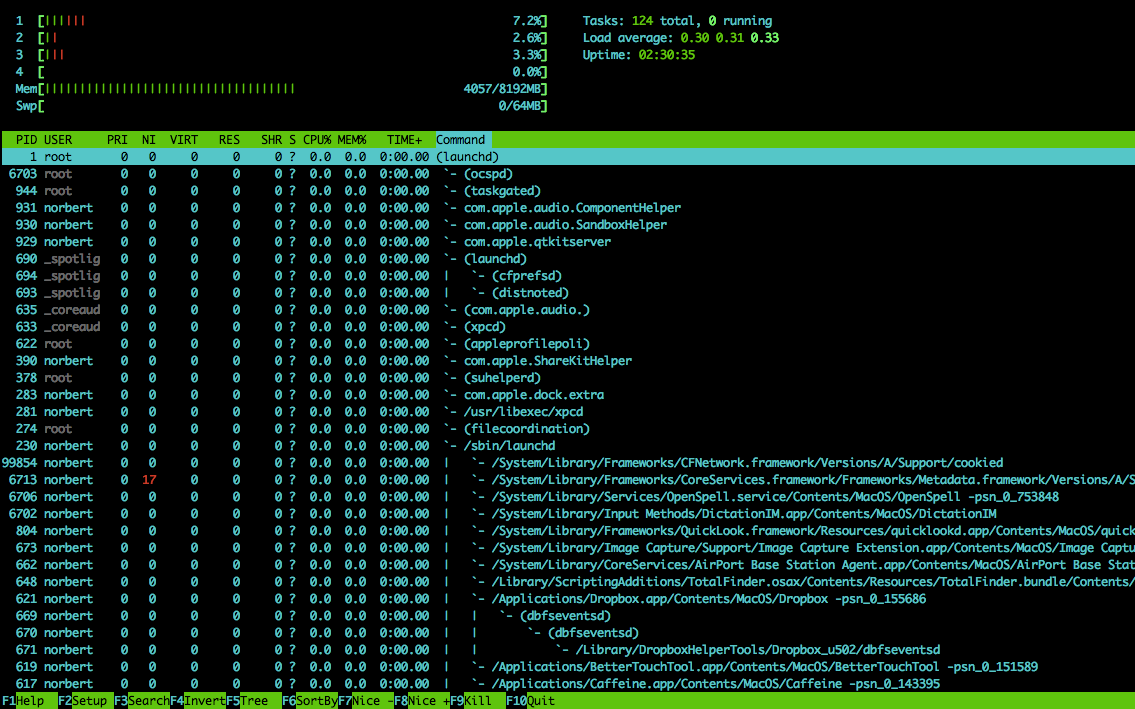 1 [|||||| 7.2%] Tasks: 124 total, 0 running
2 [|| 2.6%] Load average: 0.30 0.31 0.33
3 [||| 3.3%] Uptime: 02:30:35
4 [ 0.0%]
Mem[|||||||||||||||||||||||||||||||||||| 4057/8192MB]
Swp[ 0/64MB]
PID USER PRI NI VIRT RES SHR S CPU% MEM% TIME+ Command
1 root 0 0 0 0 0 ? 0.0 0.0 0:00.00 (launchd)
6703 root 0 0 0 0 0 ? 0.0 0.0 0:00.00 `- (ocspd)
944 root 0 0 0 0 0 ? 0.0 0.0 0:00.00 `- (taskgated)
931 norbert 0 0 0 0 0 ? 0.0 0.0 0:00.00 `- com.apple.audio.ComponentHelper
930 norbert 0 0 0 0 0 ? 0.0 0.0 0:00.00 `- com.apple.audio.SandboxHelper
929 norbert 0 0 0 0 0 ? 0.0 0.0 0:00.00 `- com.apple.qtkitserver
690 _spotlig 0 0 0 0 0 ? 0.0 0.0 0:00.00 `- (launchd)
694 _spotlig 0 0 0 0 0 ? 0.0 0.0 0:00.00 | `- (cfprefsd)
693 _spotlig 0 0 0 0 0 ? 0.0 0.0 0:00.00 | `- (distnoted)
635 _coreaud 0 0 0 0 0 ? 0.0 0.0 0:00.00 `- (com.apple.audio.)
633 _coreaud 0 0 0 0 0 ? 0.0 0.0 0:00.00 `- (xpcd)
622 root 0 0 0 0 0 ? 0.0 0.0 0:00.00 `- (appleprofilepoli)
390 norbert 0 0 0 0 0 ? 0.0 0.0 0:00.00 `- com.apple.ShareKitHelper
378 root 0 0 0 0 0 ? 0.0 0.0 0:00.00 `- (suhelperd)
283 norbert 0 0 0 0 0 ? 0.0 0.0 0:00.00 `- com.apple.dock.extra
281 norbert 0 0 0 0 0 ? 0.0 0.0 0:00.00 `- /usr/libexec/xpcd
274 root 0 0 0 0 0 ? 0.0 0.0 0:00.00 `- (filecoordination)
230 norbert 0 0 0 0 0 ? 0.0 0.0 0:00.00 `- /sbin/launchd
99854 norbert 0 0 0 0 0 ? 0.0 0.0 0:00.00 | `- /System/Library/Frameworks/CFNetwork.framework/Versions/A/Support/cookied
6713 norbert 0 17 0 0 0 ? 0.0 0.0 0:00.00 | `- /System/Library/Frameworks/CoreServices.framework/Frameworks/Metadata.framework/Versions/A/S
6706 norbert 0 0 0 0 0 ? 0.0 0.0 0:00.00 | `- /System/Library/Services/OpenSpell.service/Contents/MacOS/OpenSpell -psn_0_753848
6702 norbert 0 0 0 0 0 ? 0.0 0.0 0:00.00 | `- /System/Library/Input Methods/DictationIM.app/Contents/MacOS/DictationIM
804 norbert 0 0 0 0 0 ? 0.0 0.0 0:00.00 | `- /System/Library/Frameworks/QuickLook.framework/Resources/quicklookd.app/Contents/MacOS/quick
673 norbert 0 0 0 0 0 ? 0.0 0.0 0:00.00 | `- /System/Library/Image Capture/Support/Image Capture Extension.app/Contents/MacOS/Image Captu
662 norbert 0 0 0 0 0 ? 0.0 0.0 0:00.00 | `- /System/Library/CoreServices/AirPort Base Station Agent.app/Contents/MacOS/AirPort Base Stat
648 norbert 0 0 0 0 0 ? 0.0 0.0 0:00.00 | `- /Library/ScriptingAdditions/TotalFinder.osax/Contents/Resources/TotalFinder.bundle/Contents/
621 norbert 0 0 0 0 0 ? 0.0 0.0 0:00.00 | `- /Applications/Dropbox.app/Contents/MacOS/Dropbox -psn_0_155686
669 norbert 0 0 0 0 0 ? 0.0 0.0 0:00.00 | | `- (dbfseventsd)
670 norbert 0 0 0 0 0 ? 0.0 0.0 0:00.00 | | `- (dbfseventsd)
671 norbert 0 0 0 0 0 ? 0.0 0.0 0:00.00 | | `- /Library/DropboxHelperTools/Dropbox_u502/dbfseventsd
619 norbert 0 0 0 0 0 ? 0.0 0.0 0:00.00 | `- /Applications/BetterTouchTool.app/Contents/MacOS/BetterTouchTool -psn_0_151589
617 norbert 0 0 0 0 0 ? 0.0 0.0 0:00.00 | `- /Applications/Caffeine.app/Contents/MacOS/Caffeine -psn_0_143395
F1Help F2Setup F3SearchF4InvertF5Tree F6SortByF7Nice -F8Nice +F9Kill F10Quit